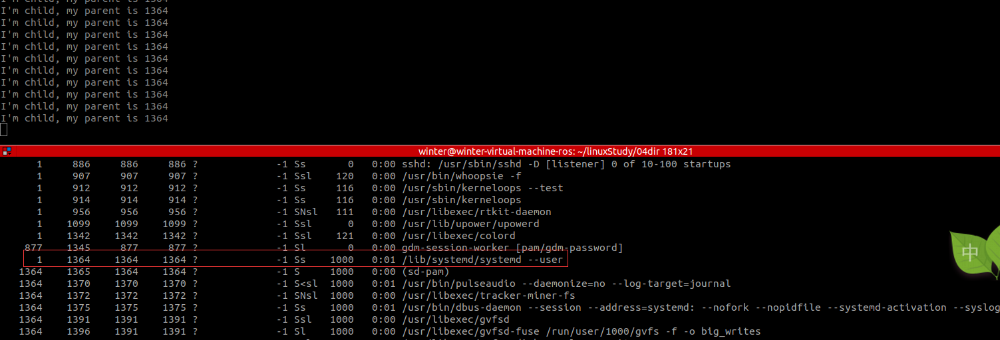 I'm child, my parent is 1364
I'm child, my parent is 1364
I'm child, my parent is 1364
I'm child, my parent is 1364
I'm child, my parent is 1364
I'm child, my parent is 1364
I'm child, my parent is 1364
I'm child, my parent is 1364
I'm child, my parent is 1364
I'm child, my parent is 1364
I'm child, my parent is 1364
winter@winter-virtual-machine-ros: ~/linuxStudy/04dir 181x21
1 886 886 886 ? -1 Ss 0 0:00 sshd: /usr/sbin/sshd -D [listener] 0 of 10-100 startups
1 907 907 907 ? -1 Ssl 120 0:00 /usr/bin/whoopsie -f
1 912 912 912 ? -1 Ss 116 0:00 /usr/sbin/kerneloops --test
1 914 914 914 ? -1 Ss 116 0:00 /usr/sbin/kerneloops
1 956 956 956 ? -1 SNsl 111 0:00 /usr/libexec/rtkit-daemon
1 1099 1099 1099 ? -1 Ssl 0 0:00 /usr/lib/upower/upowerd
1 1342 1342 1342 ? -1 Ssl 121 0:00 /usr/libexec/colord
877 1345 877 877 ? -1 Sl 0 0:00 gdm-session-worker [pam/gdm-password]
1 1364 1364 1364 ? -1 Ss 1000 0:01 /lib/systemd/systemd --user
1364 1365 1364 1364 ? -1 S 1000 0:00 (sd-pam)
1364 1370 1370 1370 ? -1 S<sl 1000 0:01 /usr/bin/pulseaudio --daemonize=no --log-target=journal
1364 1372 1372 1372 ? -1 SNsl 1000 0:00 /usr/libexec/tracker-miner-fs
1364 1375 1375 1375 ? -1 Ss 1000 0:01 /usr/bin/dbus-daemon --session --address=systemd: --nofork --nopidfile --systemd-activation --syslog
1364 1391 1391 1391 ? -1 Ssl 1000 0:00 /usr/libexec/gvfsd
1364 1396 1391 1391 ? -1 Sl 1000 0:00 /usr/libexec/gvfsd-fuse /run/user/1000/gvfs -f -o big_writes
中